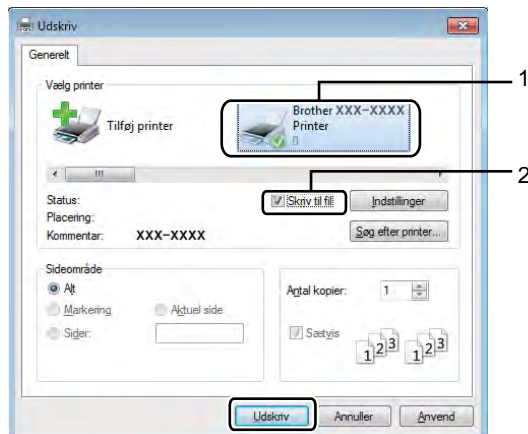 Udskriv
Generelt
Vælg printer
1
Tilføj printer
Brother XXX-XXXX
Printer
0
2
Status:
Skriv til fil
Indstillinger
Placering:
Kommentar: XXX-XXXX
Søg efter printer...
Sideområde
Alt
Antal kopier: 1
Markering
Aktuel side
Sider:
Sætvis
1 2 3 1 2 3
Udskriv
Annuller
Anvend